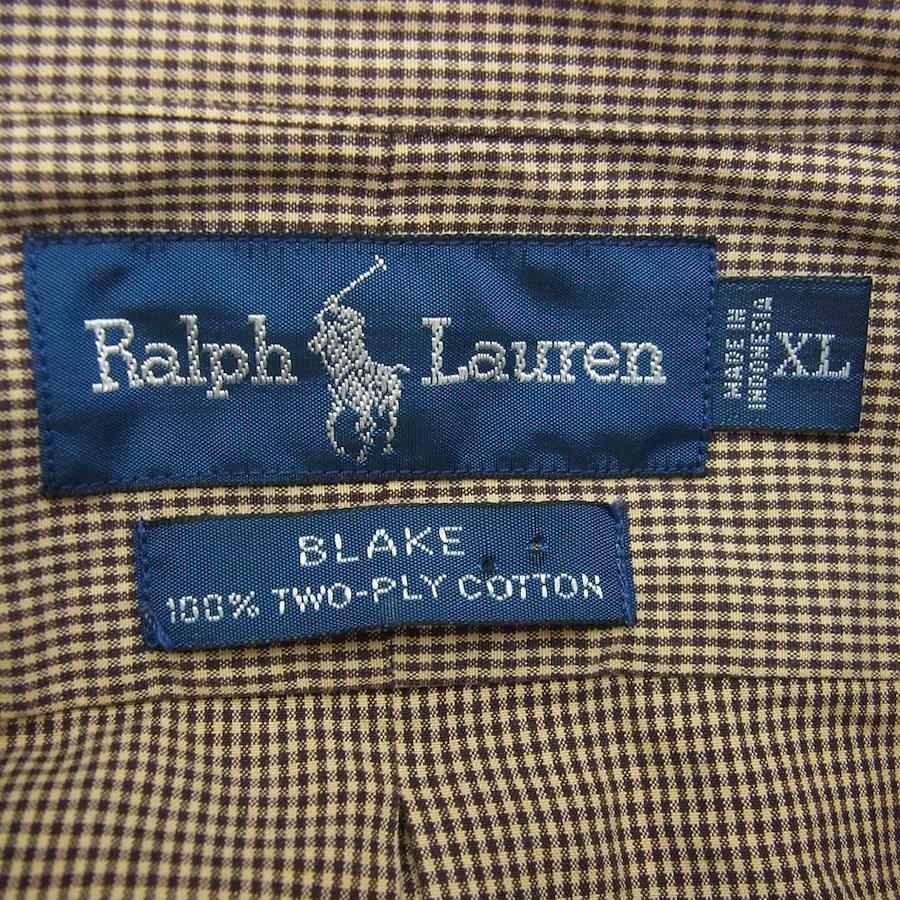 Ralph Lauren
MADE IN
INDONESIA
XL
BLAKE
100% TWO-PLY COTTON